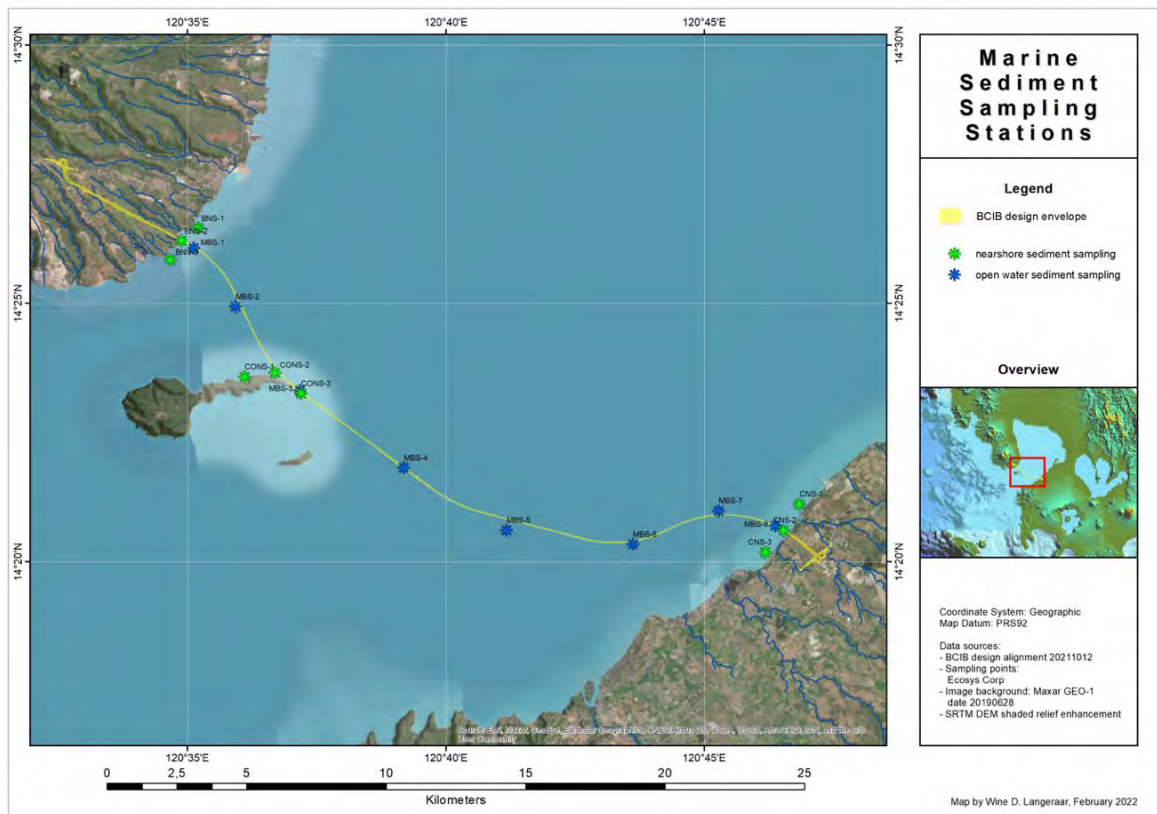 120°35'E
120°40'E
120°45'E
14°30'N
14°30'N
BNS-1
BNS-2
MBS-1
MBS-2
14°25'N
14°25'N
CONS-1
CONS-2
MBS-3
CONS-3
MBS-4
MBS-5
MBS-6
MBS-7
CNS-1
MBS-8
CNS-2
CNS-3
14°20'N
14°20'N
120°35'E
120°40'E
120°45'E
0
2,5
5
10
15
20
25
Kilometers
Marine
Sediment
Sampling
Stations
Legend
BCIB design envelope
nearshore sediment sampling
open water sediment sampling
Overview
Coordinate System: Geographic
Map Datum: PRS92
Data sources:
- BCIB design alignment 20211012
- Sampling points:
Ecosys Corp
- Image background: Maxar GEO-1
date 20190628
- SRTM DEM shaded relief enhancement
Map by Wine D. Langeraar, February 2022